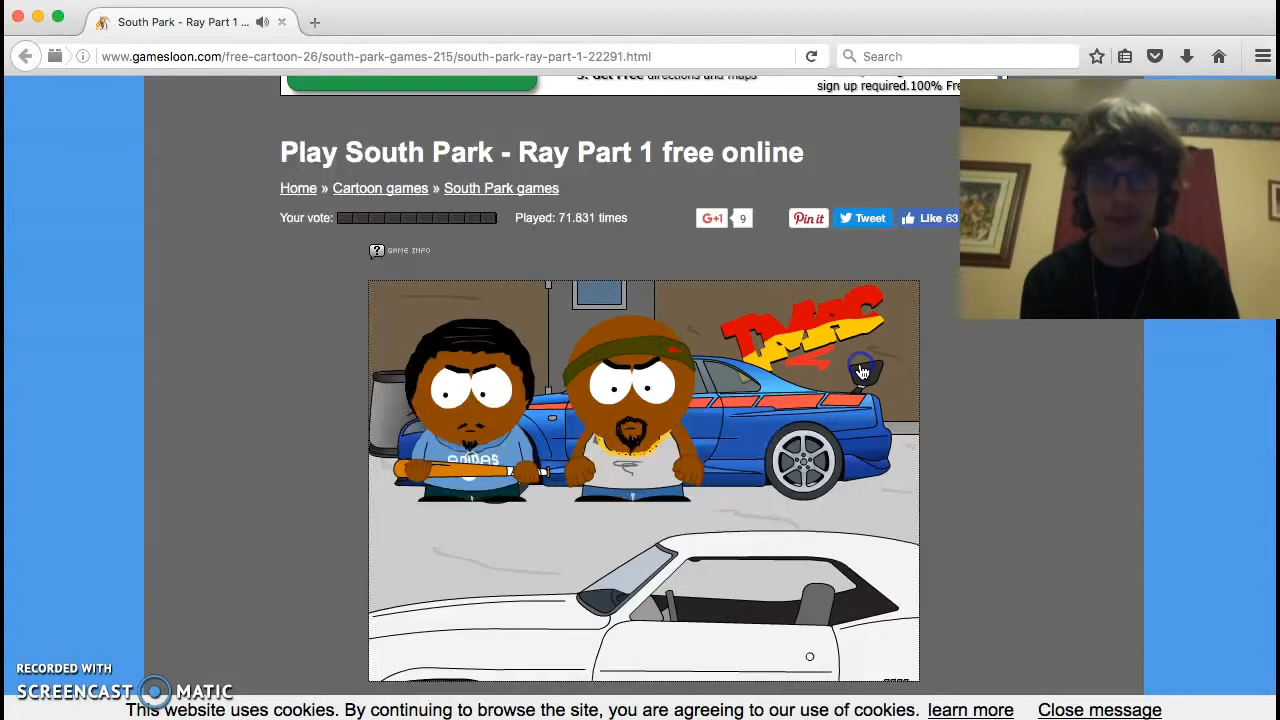 South Park - Ray Part 1 ...
www.gamesloon.com/free-cartoon-26/south-park-games-215/south-park-ray-part-1-22291.html
Search
3. Get Free directions and maps
sign up required.100% Fre
Play South Park - Ray Part 1 free online
Home » Cartoon games » South Park games
Your vote:
Played: 71.831 times
G+1
9
Pin it
Tweet
Like 63
? GAME INFO
TMAC
ADIDAS
RECORDED WITH
SCREENCAST MATIC
This website uses cookies. By continuing to browse the site, you are agreeing to our use of cookies. learn more
Close message